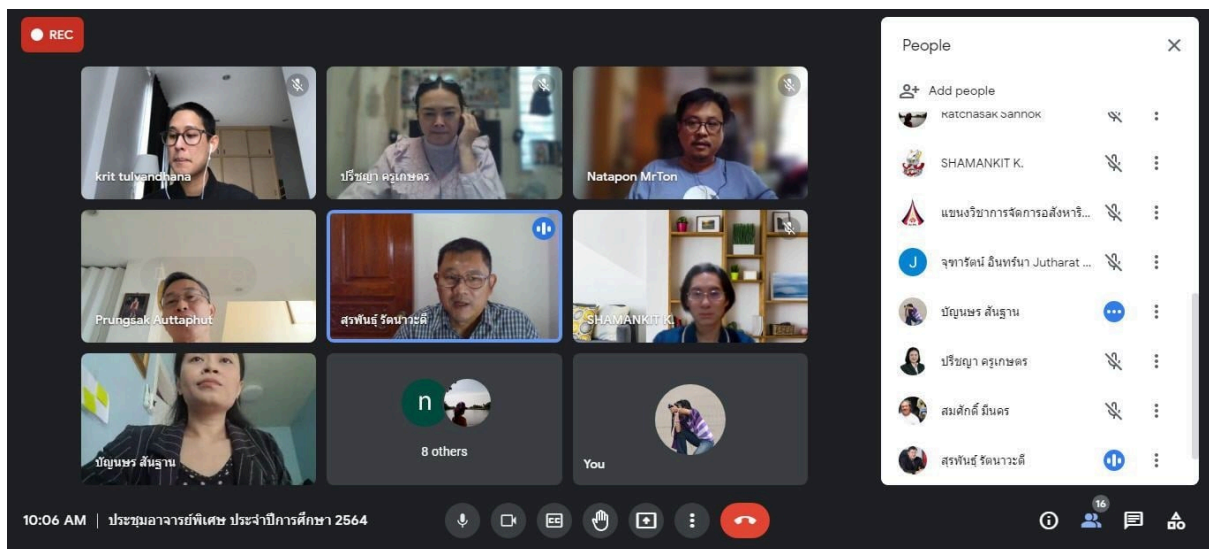 REC
krit tulyandhana
ปรีชญา ครูเกษตร
Natapon MrTon
Prungsak Auttaphut
สุรพันธุ์ รัตนาวะดี
SHAMANKIT K.
บัญนษร สันฐาน
n
8 others
You
10:06 AM | ประชุมอาจารย์พิเศษ ประจำปีการศึกษา 2564
16
People
Add people
Ratchasak Sannok
SHAMANKIT K.
แขนงวิชาการจัดการอสังหาริ...
J
จุฑารัตน์ อินทร์นา Jutharat ...
บัญนษร สันฐาน
ปรีชญา ครูเกษตร
สมศักดิ์ มีนคร
สุรพันธุ์ รัตนาวะดี